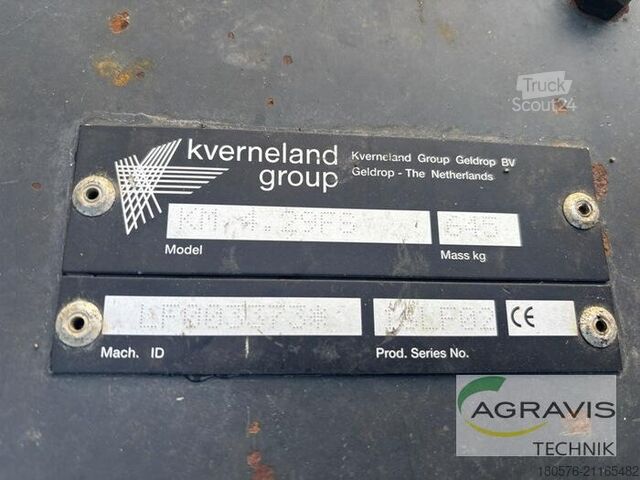 Truck
Scout24
kverneland
group
Kverneland Group Geldrop BV
Geldrop - The Netherlands
645
Model
Mass kg
CE
Mach. ID
Prod. Series No.
AGRAVIS
TECHNIK
180576-21165482